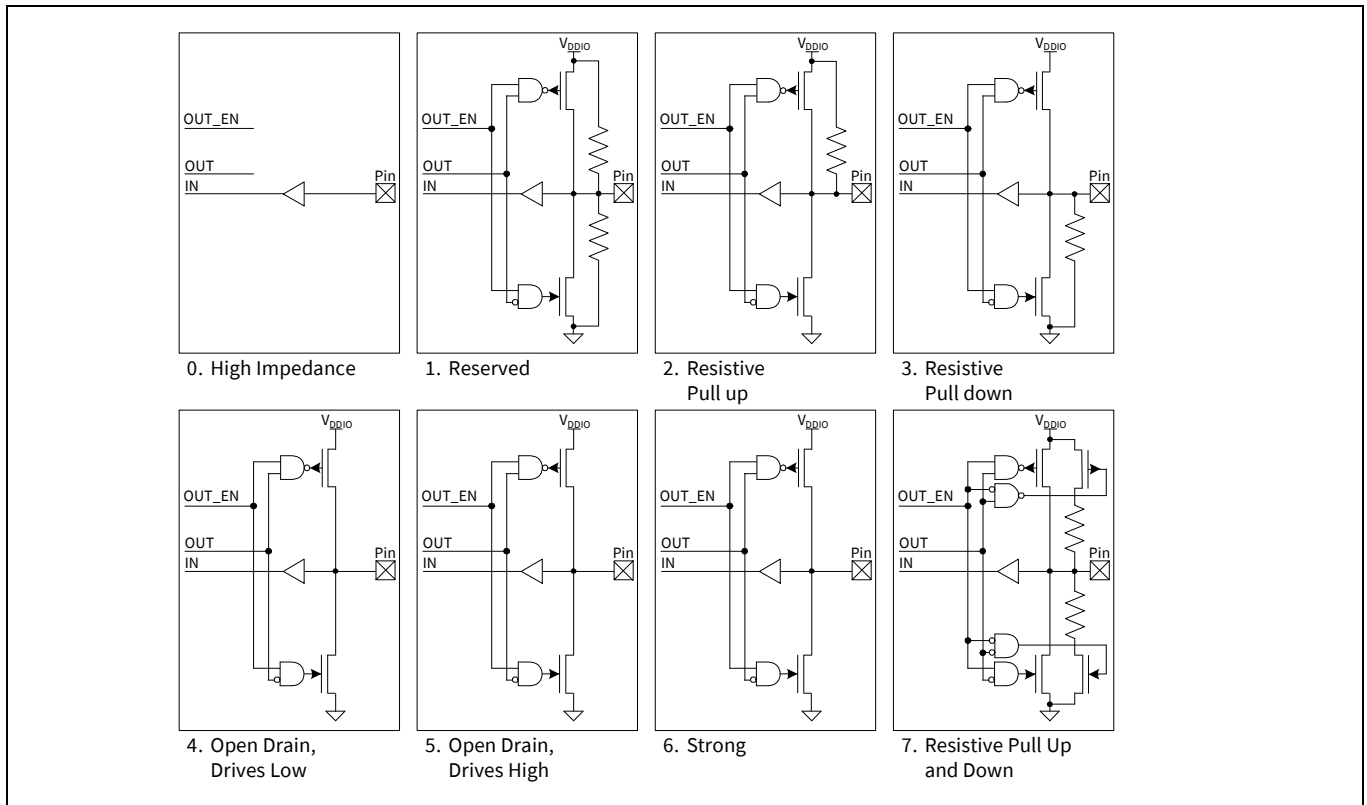 OUT_EN
OUT
IN
Pin
0. High Impedance
VDDIO
OUT_EN
OUT
IN
Pin
1. Reserved
VDDIO
OUT_EN
OUT
IN
Pin
2. Resistive
Pull up
VDDIO
OUT_EN
OUT
IN
Pin
3. Resistive
Pull down
VDDIO
OUT_EN
OUT
IN
Pin
4. Open Drain,
Drives Low
VDDIO
OUT_EN
OUT
IN
Pin
5. Open Drain,
Drives High
VDDIO
OUT_EN
OUT
IN
Pin
6. Strong
VDDIO
OUT_EN
OUT
IN
Pin
7. Resistive Pull Up
and Down